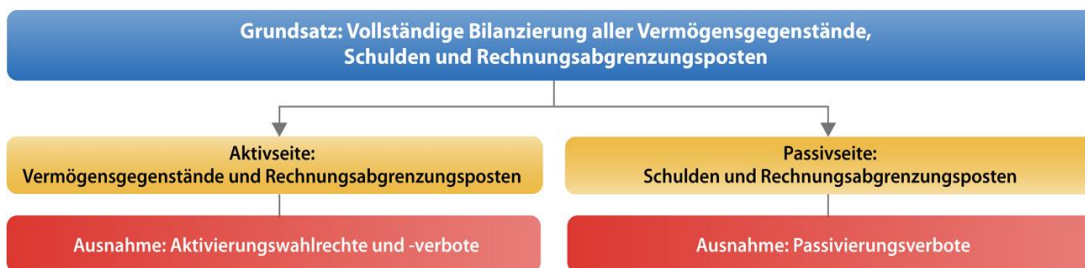 Grundsatz: Vollständige Bilanzierung aller Vermögensgegenstände,
Schulden und Rechnungsabgrenzungsposten
Aktivseite:
Vermögensgegenstände und Rechnungsabgrenzungsposten
Passivseite:
Schulden und Rechnungsabgrenzungsposten
Ausnahme: Aktivierungswahlrechte und -verbote
Ausnahme: Passivierungsverbote